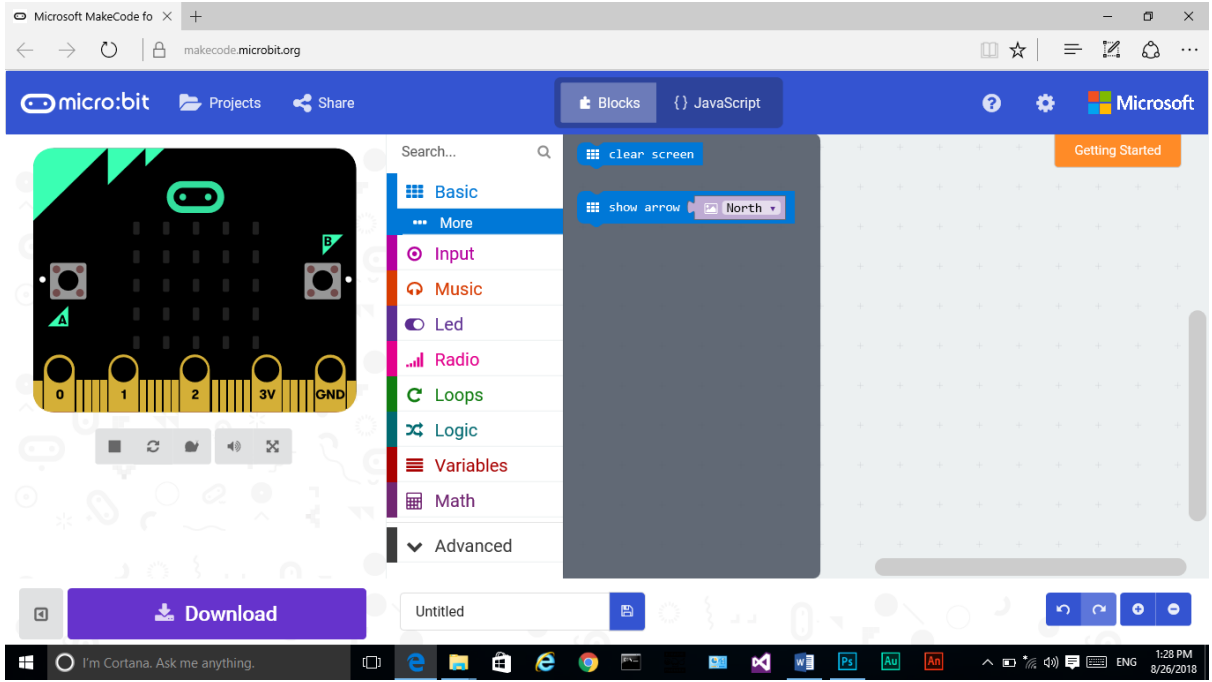 Microsoft MakeCode fo
makecode.microbit.org
micro:bit
Projects
Share
Blocks
{} JavaScript
Microsoft
Search...
clear screen
Getting Started
Basic
show arrow North
More
Input
B
Music
A
Led
Radio
0 1 2 3V GND
Loops
Logic
Variables
Math
Advanced
Download
Untitled
I'm Cortana. Ask me anything.
Ps
Au
An
ENG
1:28 PM
8/26/2018